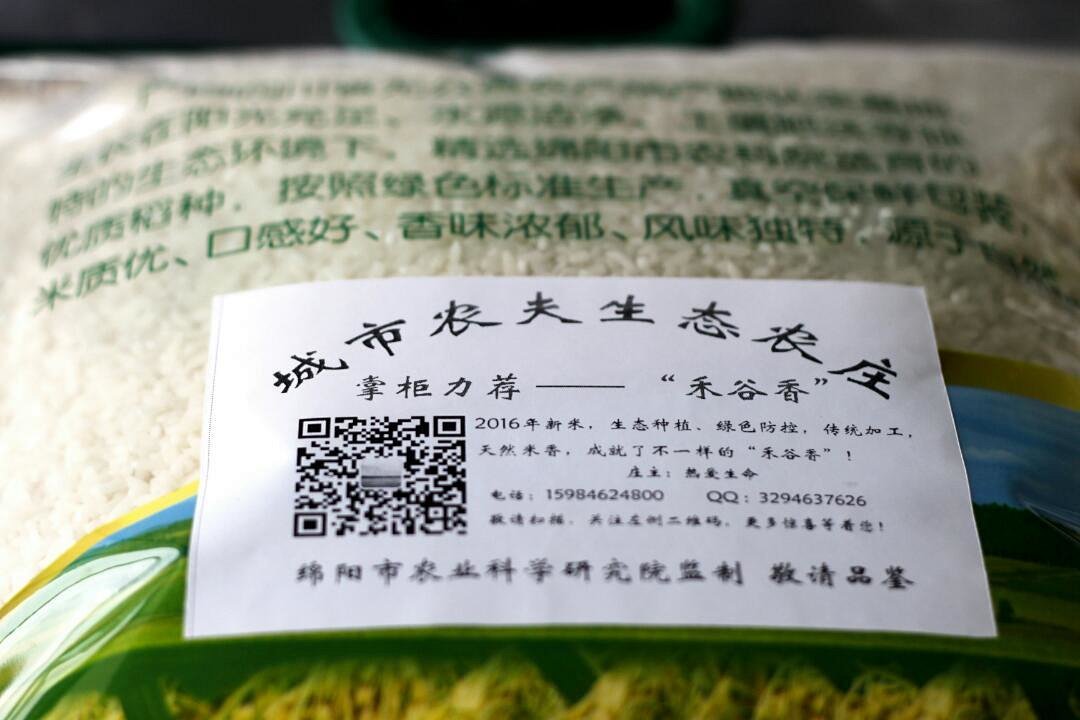 特的生态环境下，精选绵阳市农科院选育的
优质稻种，按照绿色标准生产，真空保鲜包装，
米质优、口感好、香味浓郁、风味独特，源于自然
城市农夫生态农庄
掌柜力荐——“禾谷香”
2016年新米，生态种植、绿色防控，传统加工，
天然米香，成就了不一样的“禾谷香”！
庄主：热爱生命
电话：15984624800 QQ：3294637626
敬请扫描，关注左侧二维码，更多惊喜等着您！
绵阳市农业科学研究院监制 敬请品鉴